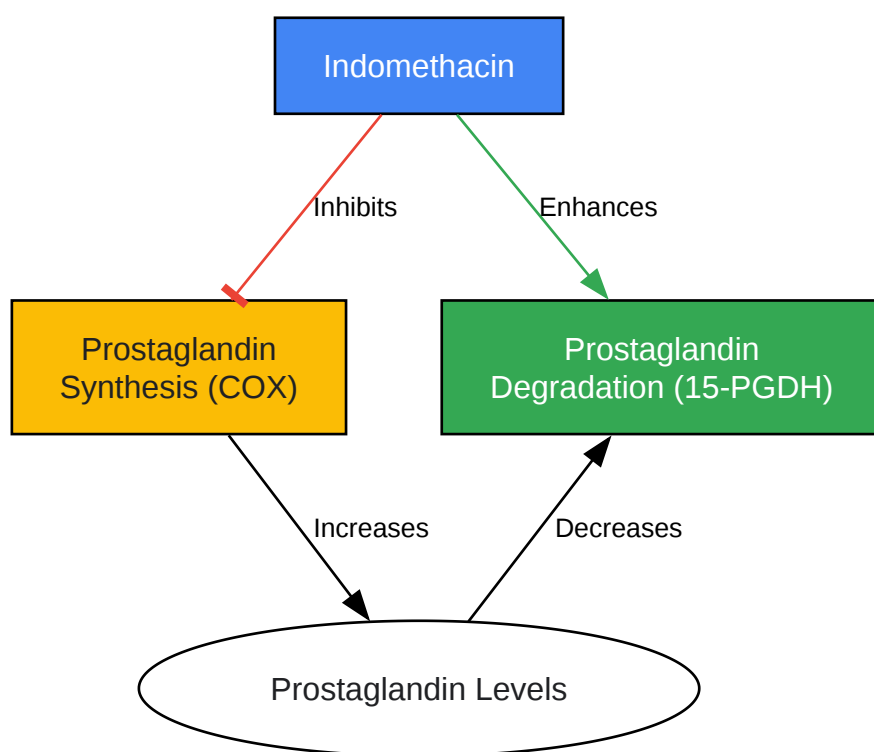 Indomethacin
Inhibits
Enhances
Prostaglandin
Synthesis (COX)
Prostaglandin
Degradation (15-PGDH)
Increases
Decreases
Prostaglandin Levels